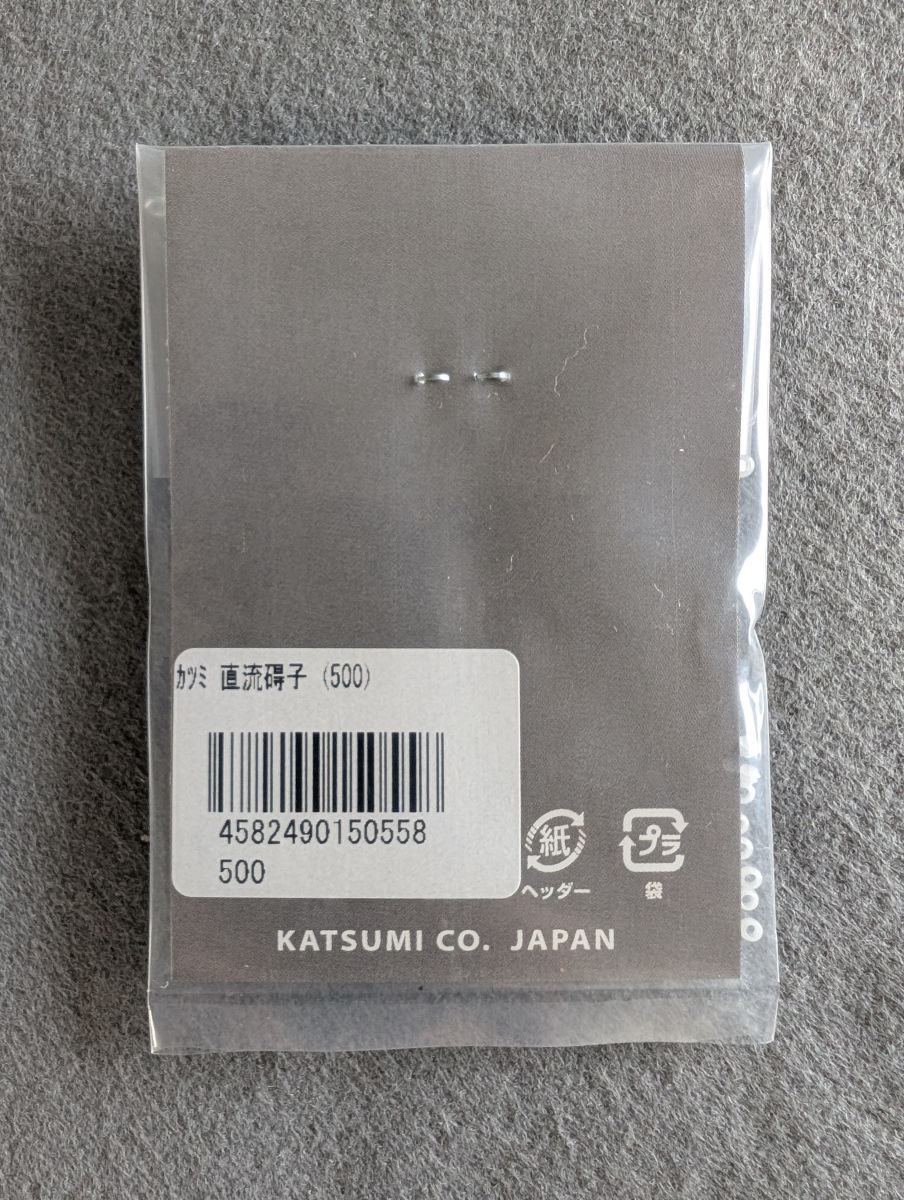 カツミ 直流碍子 (500)
4582490150558
500
紙
ヘッダー
プラ
袋
KATSUMI CO. JAPAN